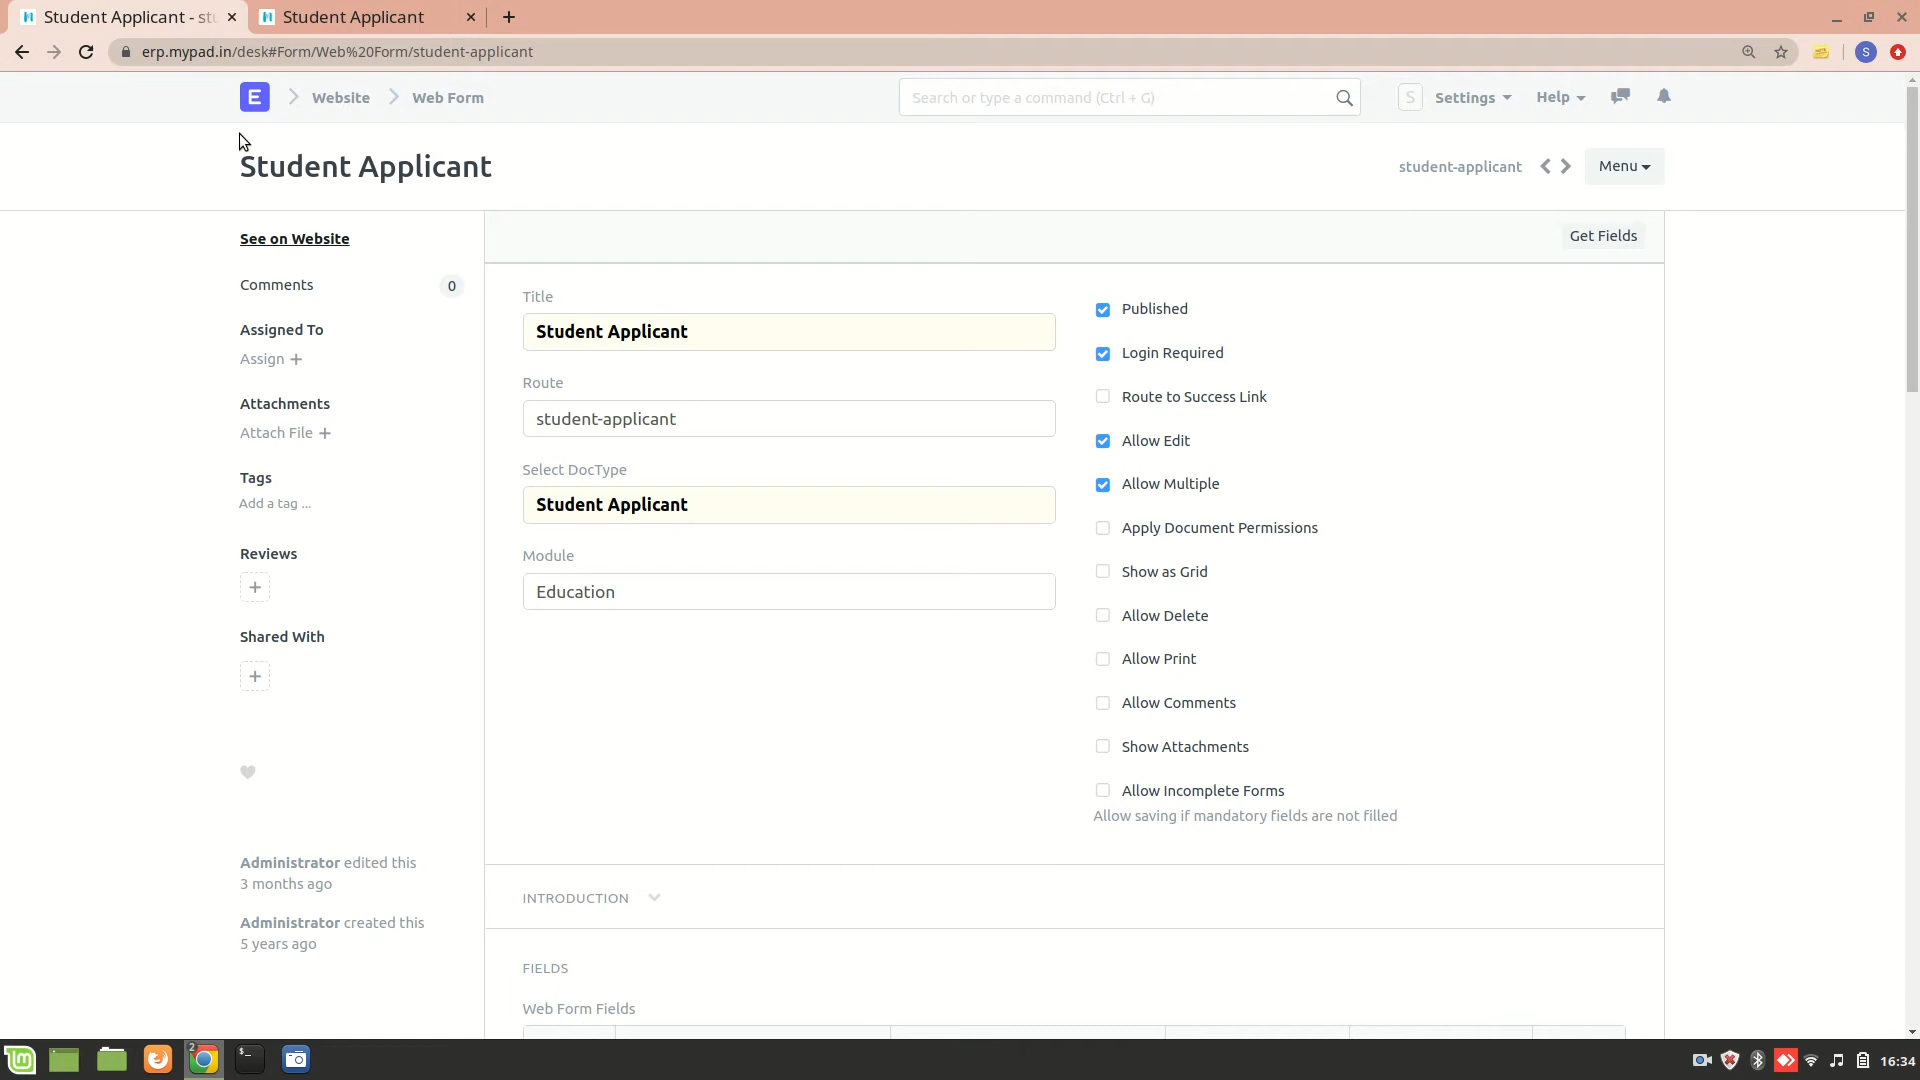 Student Applicant - stu
Student Applicant
erp.mypad.in/desk#Form/Web%20Form/student-applicant
S
E
Website
Web Form
Search or type a command (Ctrl + G)
S
Settings
Help
Student Applicant
student-applicant
Menu
See on Website
Get Fields
Comments
0
Assigned To
Assign +
Attachments
Attach File +
Tags
Add a tag ...
Reviews
+
Shared With
+
Administrator edited this
3 months ago
Administrator created this
5 years ago
Title
Student Applicant
Route
student-applicant
Select DocType
Student Applicant
Module
Education
Published
Login Required
Route to Success Link
Allow Edit
Allow Multiple
Apply Document Permissions
Show as Grid
Allow Delete
Allow Print
Allow Comments
Show Attachments
Allow Incomplete Forms
Allow saving if mandatory fields are not filled
INTRODUCTION
FIELDS
Web Form Fields
2
16:34